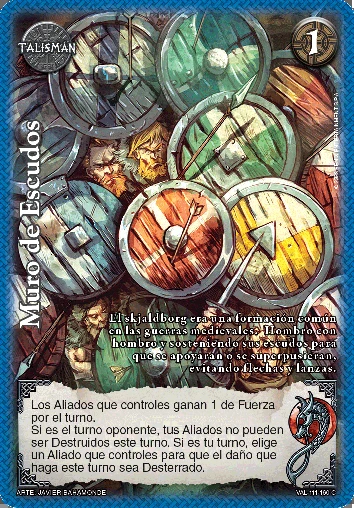 TALISMAN
1
Muro de Escudos
El skjaldborg era una formación común
en las guerras medievales: Hombro con
hombro y sosteniendo sus escudos para
que se apoyaran o se superpusieran,
evitando flechas y lanzas.
Los Aliados que controles ganan 1 de Fuerza
por el turno.
Si es el turno oponente, tus Aliados no pueden
ser Destruidos este turno. Si es tu turno, elige
un Aliado que controles para que el daño que
haga este turno sea Desterrado.
ARTE: JAVIER BAHAMONDE